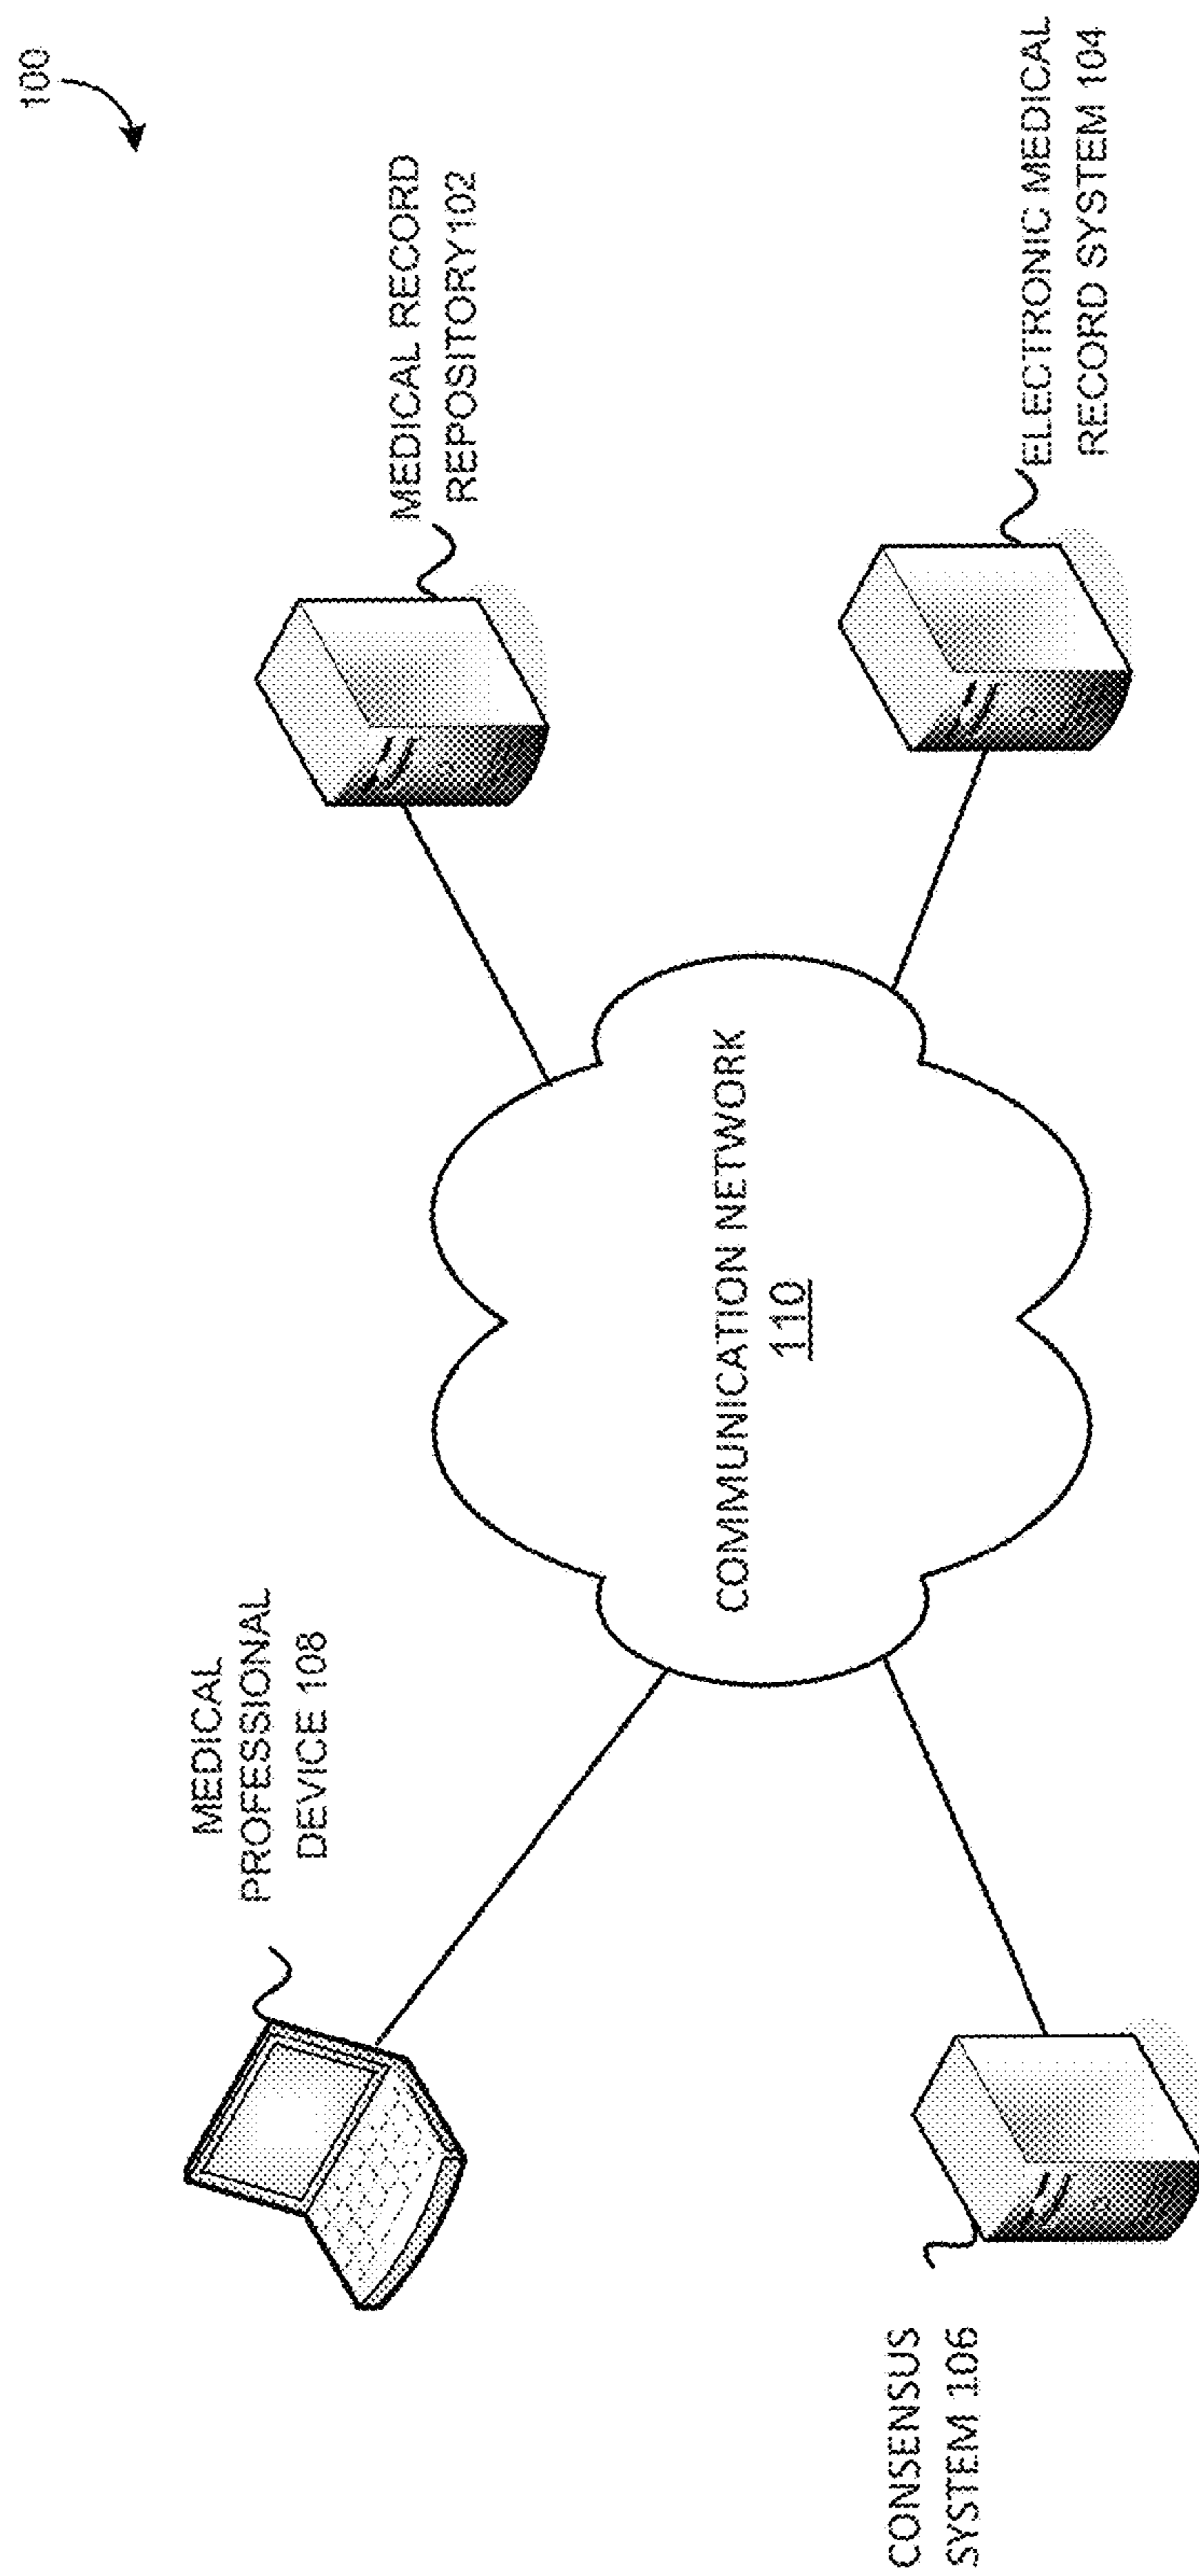 100
MEDICAL
PROFESSIONAL
DEVICE 108
MEDICAL RECORD
REPOSITORY102
COMMUNICATION NETWORK
110
CONSENSUS
SYSTEM 106
ELECTRONIC MEDICAL
RECORD SYSTEM 104